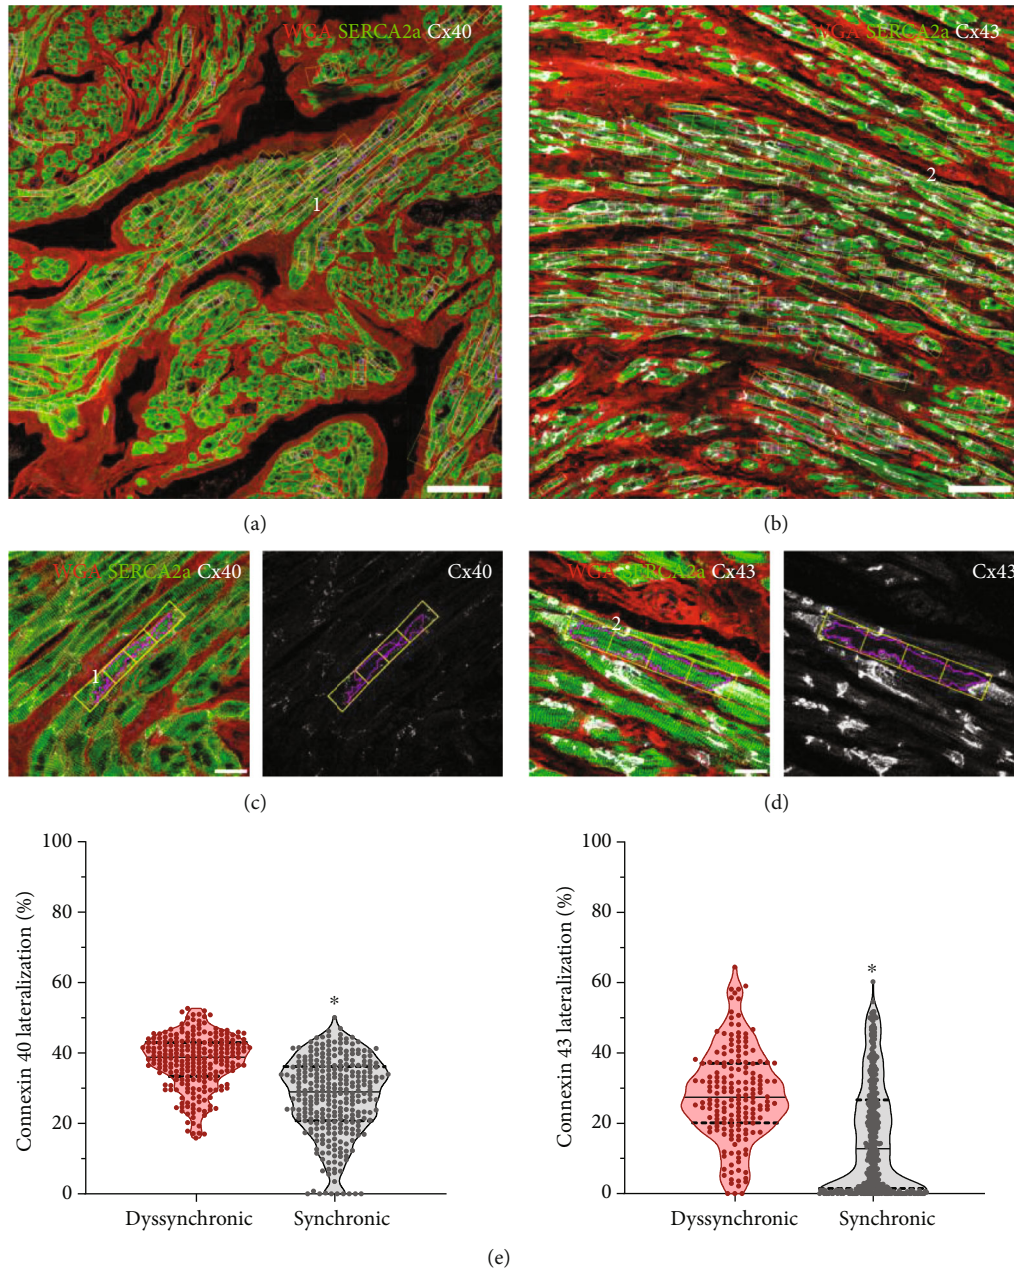 WGA SERCA2a Cx40
1
(a)
WGA SERCA2a Cx43
2
(b)
WGA SERCA2a Cx40
1
Cx40
(c)
WGA SERCA2a Cx43
2
Cx43
(d)
Connexin 40 lateralization (%)
100
80
60
40
20
0
*
Dyssynchronic Synchronic
Connexin 43 lateralization (%)
100
80
60
40
20
0
*
Dyssynchronic Synchronic
(e)